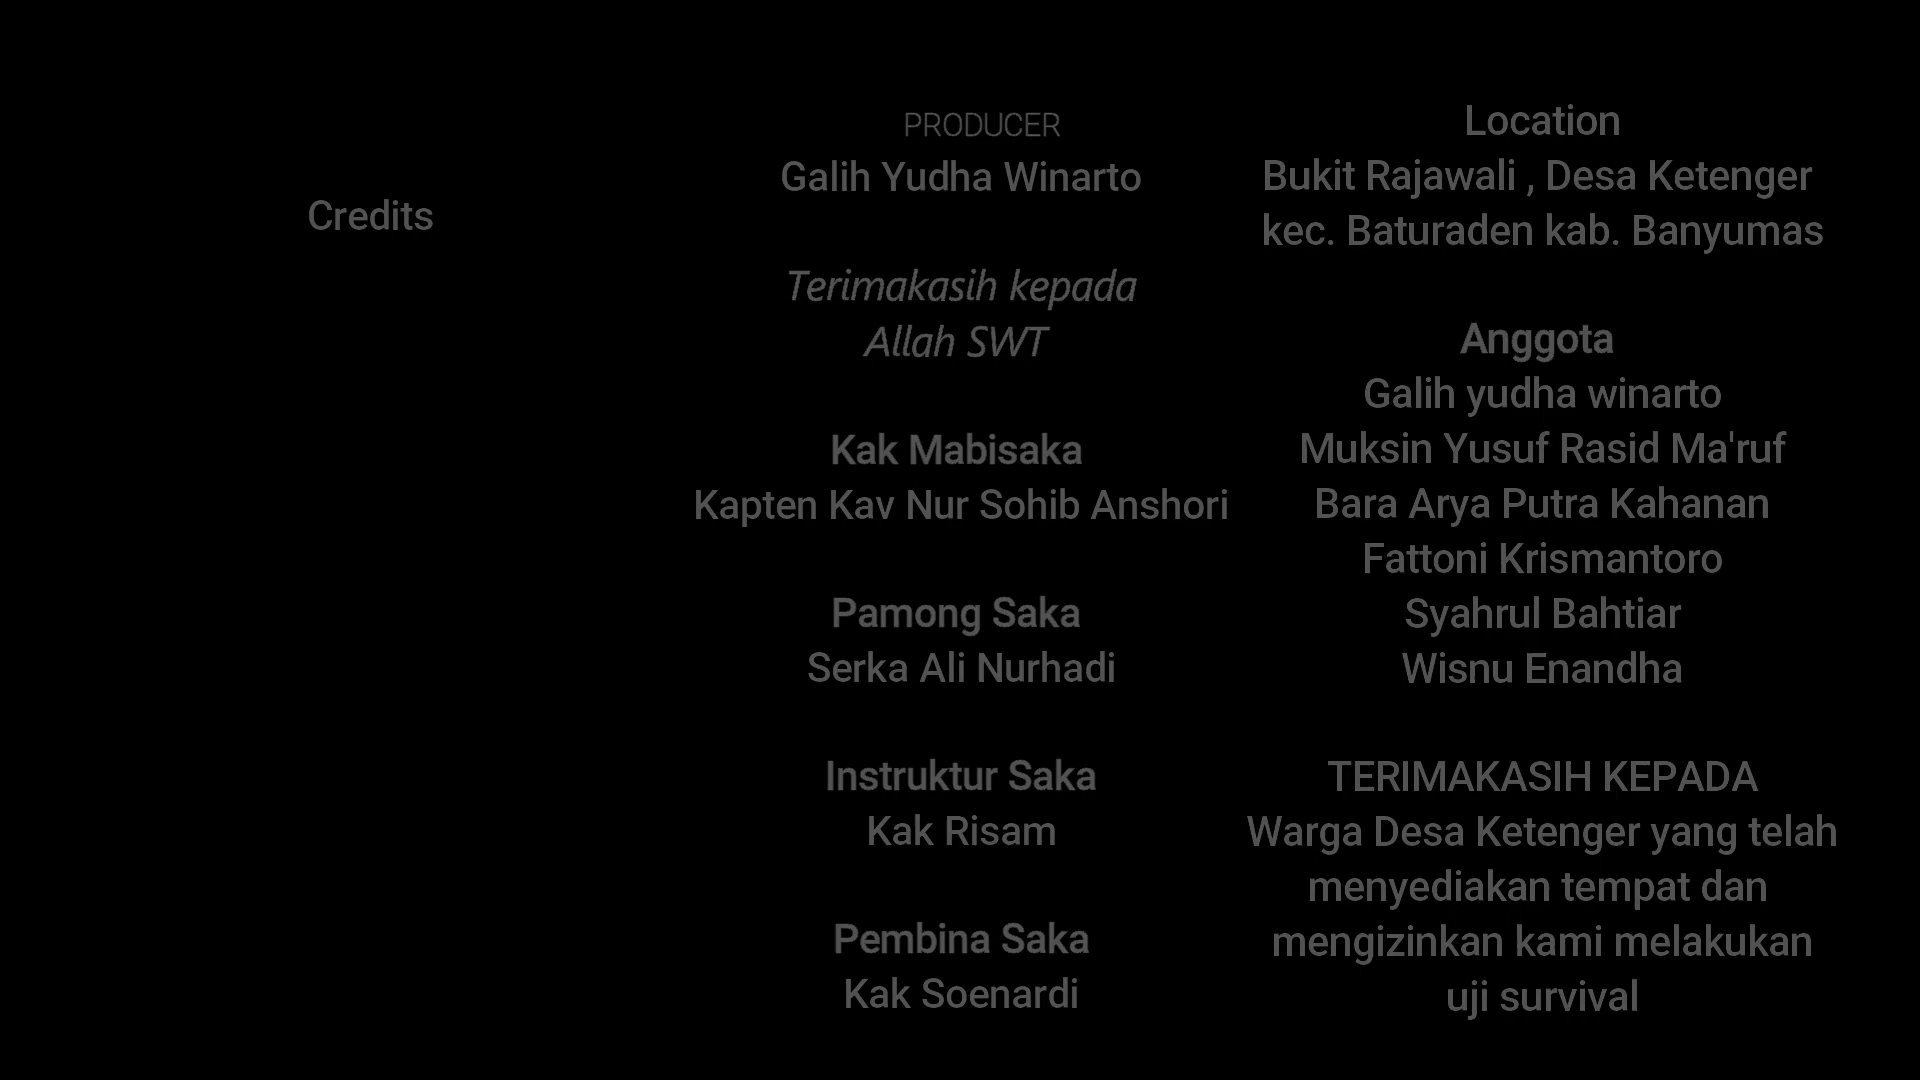 Credits
PRODUCER
Galih Yudha Winarto
Terimakasih kepada
Allah SWT
Kak Mabisaka
Kapten Kav Nur Sohib Anshori
Pamong Saka
Serka Ali Nurhadi
Instruktur Saka
Kak Risam
Pembina Saka
Kak Soenardi
Location
Bukit Rajawali , Desa Ketenger
kec. Baturaden kab. Banyumas
Anggota
Galih yudha winarto
Muksin Yusuf Rasid Ma'ruf
Bara Arya Putra Kahanan
Fattoni Krismantoro
Syahrul Bahtiar
Wisnu Enandha
TERIMAKASIH KEPADA
Warga Desa Ketenger yang telah
menyediakan tempat dan
mengizinkan kami melakukan
uji survival